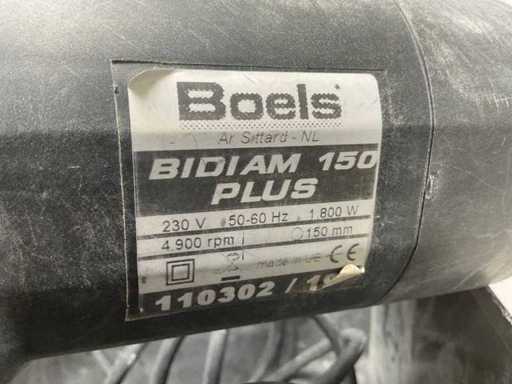 Boels
Ar Sittard - NL
BIDIAM 150
PLUS
230 V 50-60 Hz 1.800 W
4.900 rpm 150 mm
made in CE
110302 /